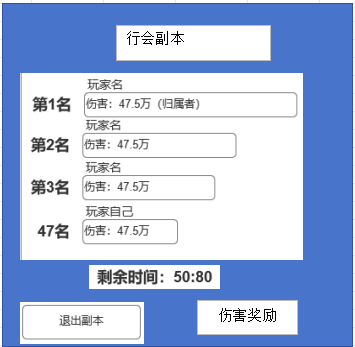 行会副本
玩家名
第1名
伤害：47.5万（归属者）
玩家名
第2名
伤害：47.5万
玩家名
第3名
伤害：47.5万
玩家自己
47名
伤害：47.5万
剩余时间：50:80
退出副本
伤害奖励